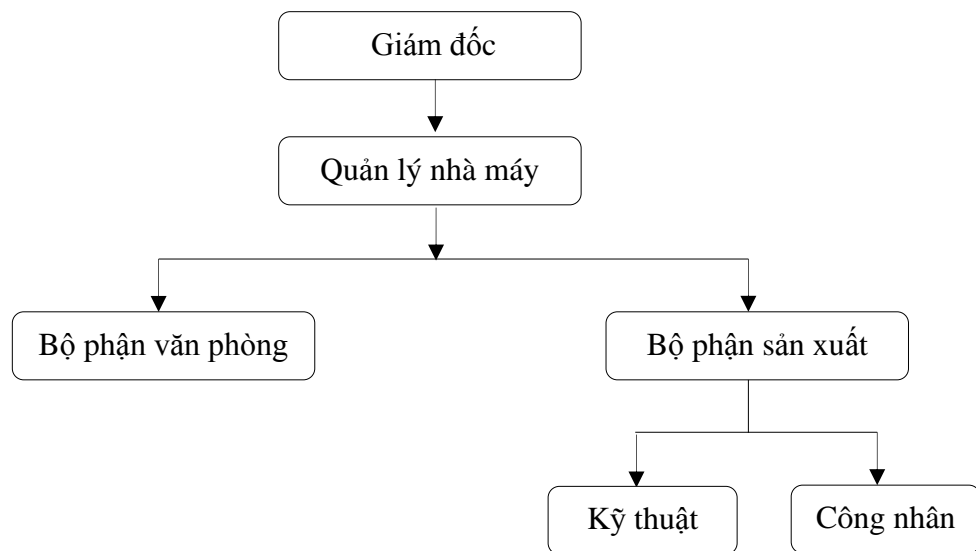 Giám đốc
Quản lý nhà máy
Bộ phận văn phòng
Bộ phận sản xuất
Kỹ thuật
Công nhân